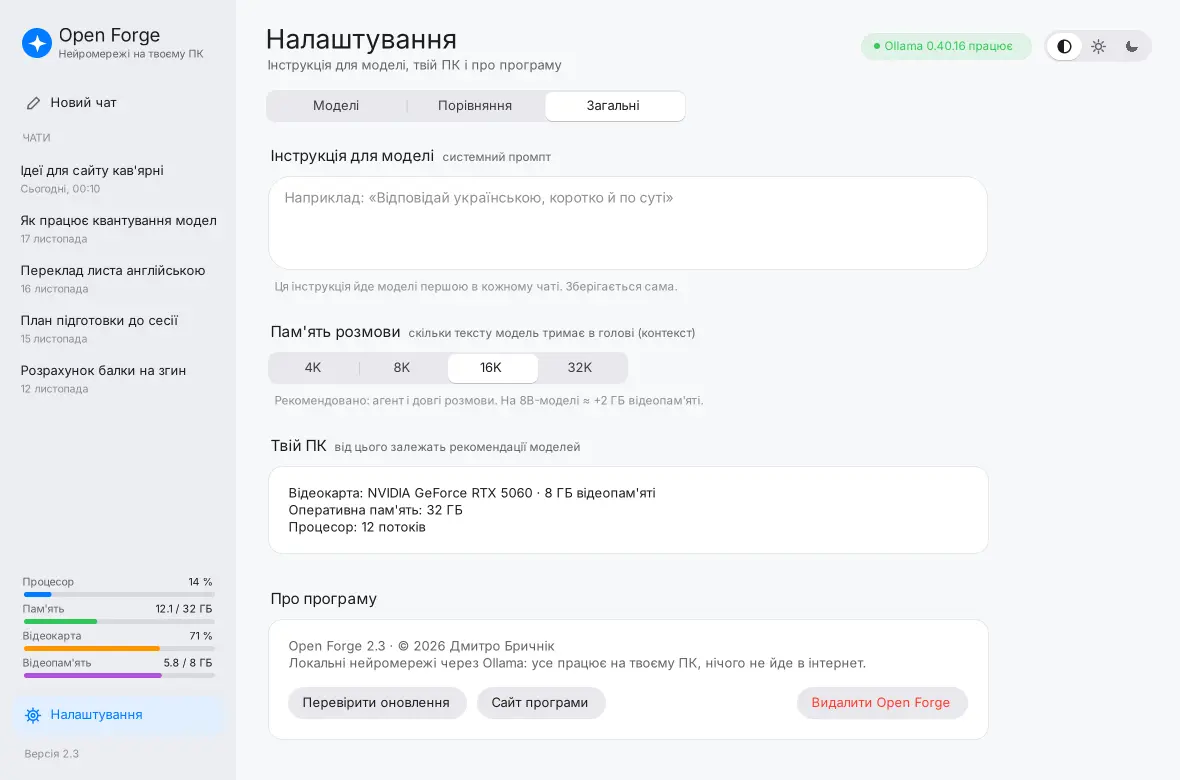 Open Forge
Нейромережі на твоєму ПК
Новий чат
ЧАТИ
Ідеї для сайту кав'ярні
Сьогодні, 00:10
Як працює квантування модел
17 листопада
Переклад листа англійською
16 листопада
План підготовки до сесії
15 листопада
Розрахунок балки на згин
12 листопада
Процесор 14 %
Пам'ять 12.1 / 32 ГБ
Відеокарта 71 %
Відеопам'ять 5.8 / 8 ГБ
Налаштування
Версія 2.3
Налаштування
Інструкція для моделі, твій ПК і про програму
Ollama 0.40.16 працює
Моделі Порівняння Загальні
Інструкція для моделі системний промпт
Наприклад: «Відповідай українською, коротко й по суті»
Ця інструкція йде моделі першою в кожному чаті. Зберігається сама.
Пам'ять розмови скільки тексту модель тримає в голові (контекст)
4K 8K 16K 32K
Рекомендовано: агент і довгі розмови. На 8B-моделі ≈ +2 ГБ відеопам'яті.
Твій ПК від цього залежать рекомендації моделей
Відеокарта: NVIDIA GeForce RTX 5060 · 8 ГБ відеопам'яті
Оперативна пам'ять: 32 ГБ
Процесор: 12 потоків
Про програму
Open Forge 2.3 · © 2026 Дмитро Бричнік
Локальні нейромережі через Ollama: усе працює на твоєму ПК, нічого не йде в інтернет.
Перевірити оновлення Сайт програми Видалити Open Forge